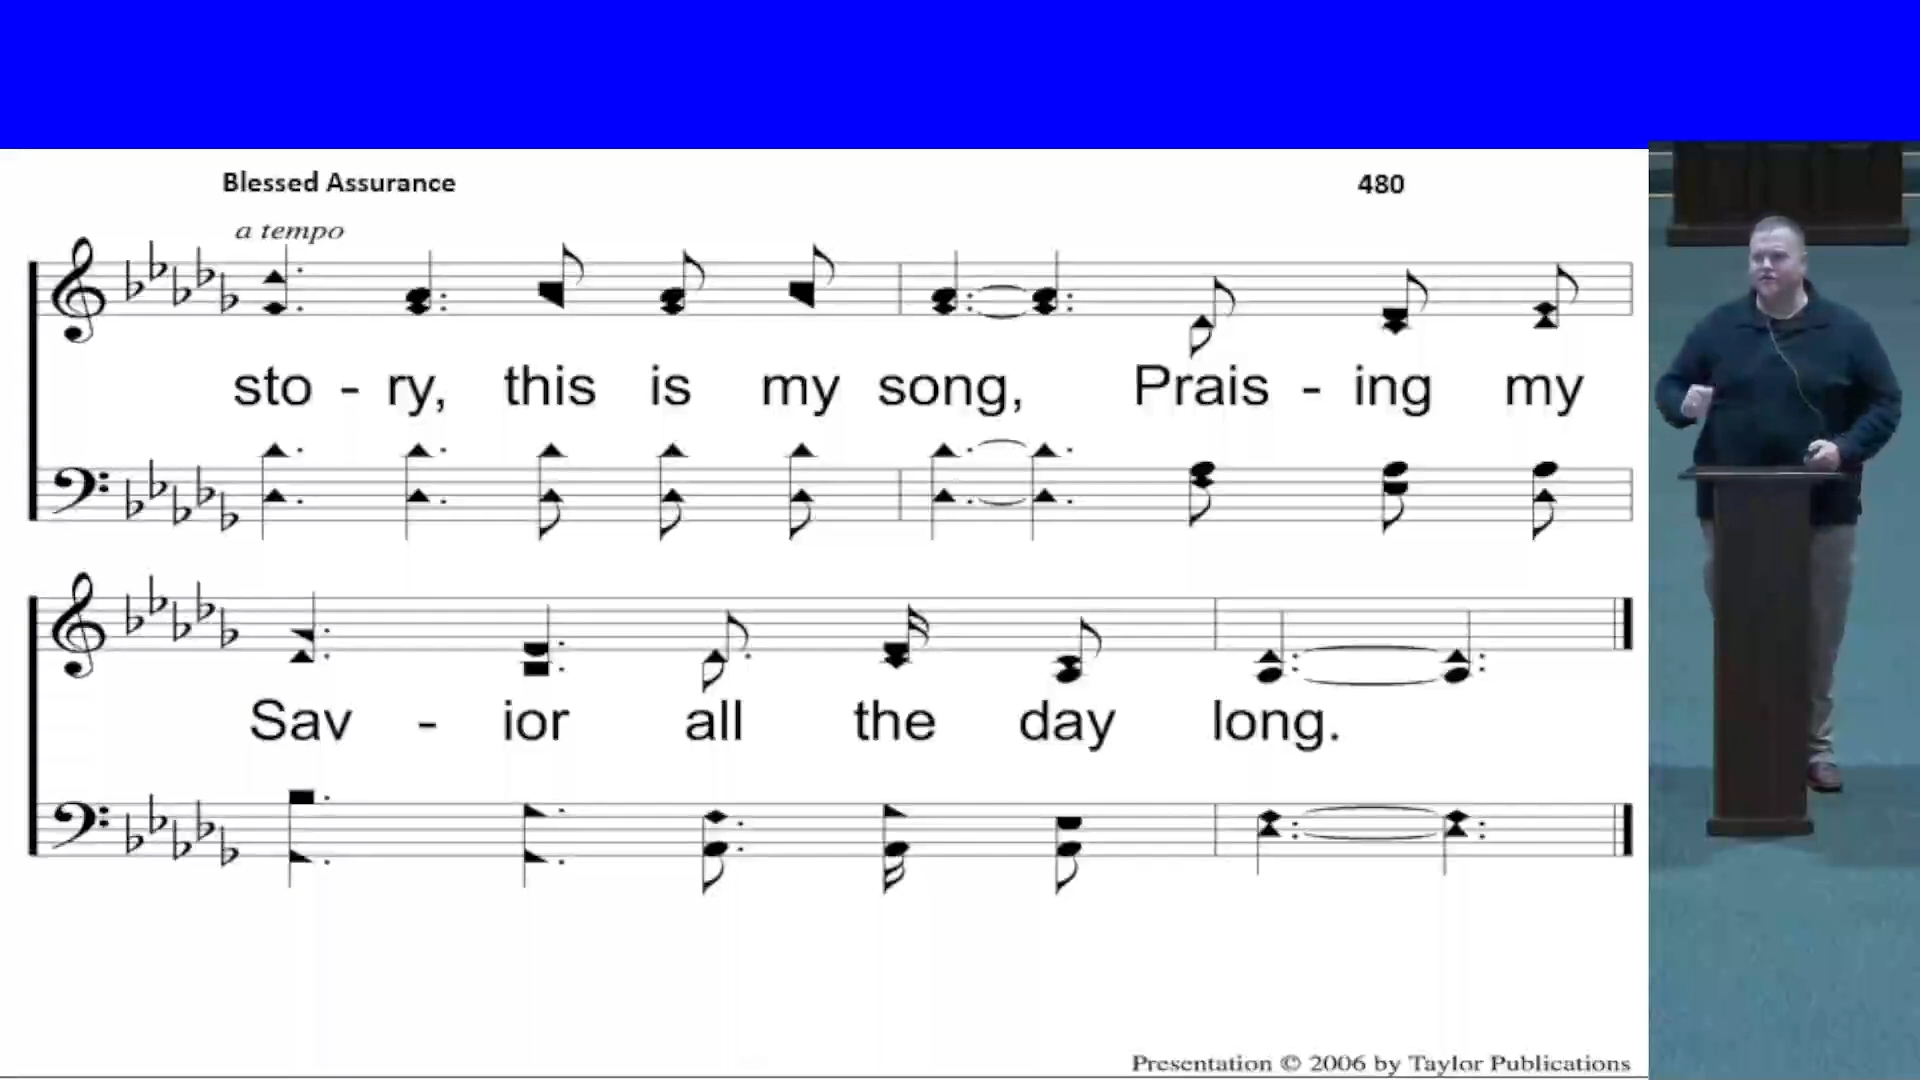 Blessed Assurance 480
a tempo
sto - ry, this is my song, Prais - ing my
Sav - ior all the day long.
Presentation © 2006 by Taylor Publications